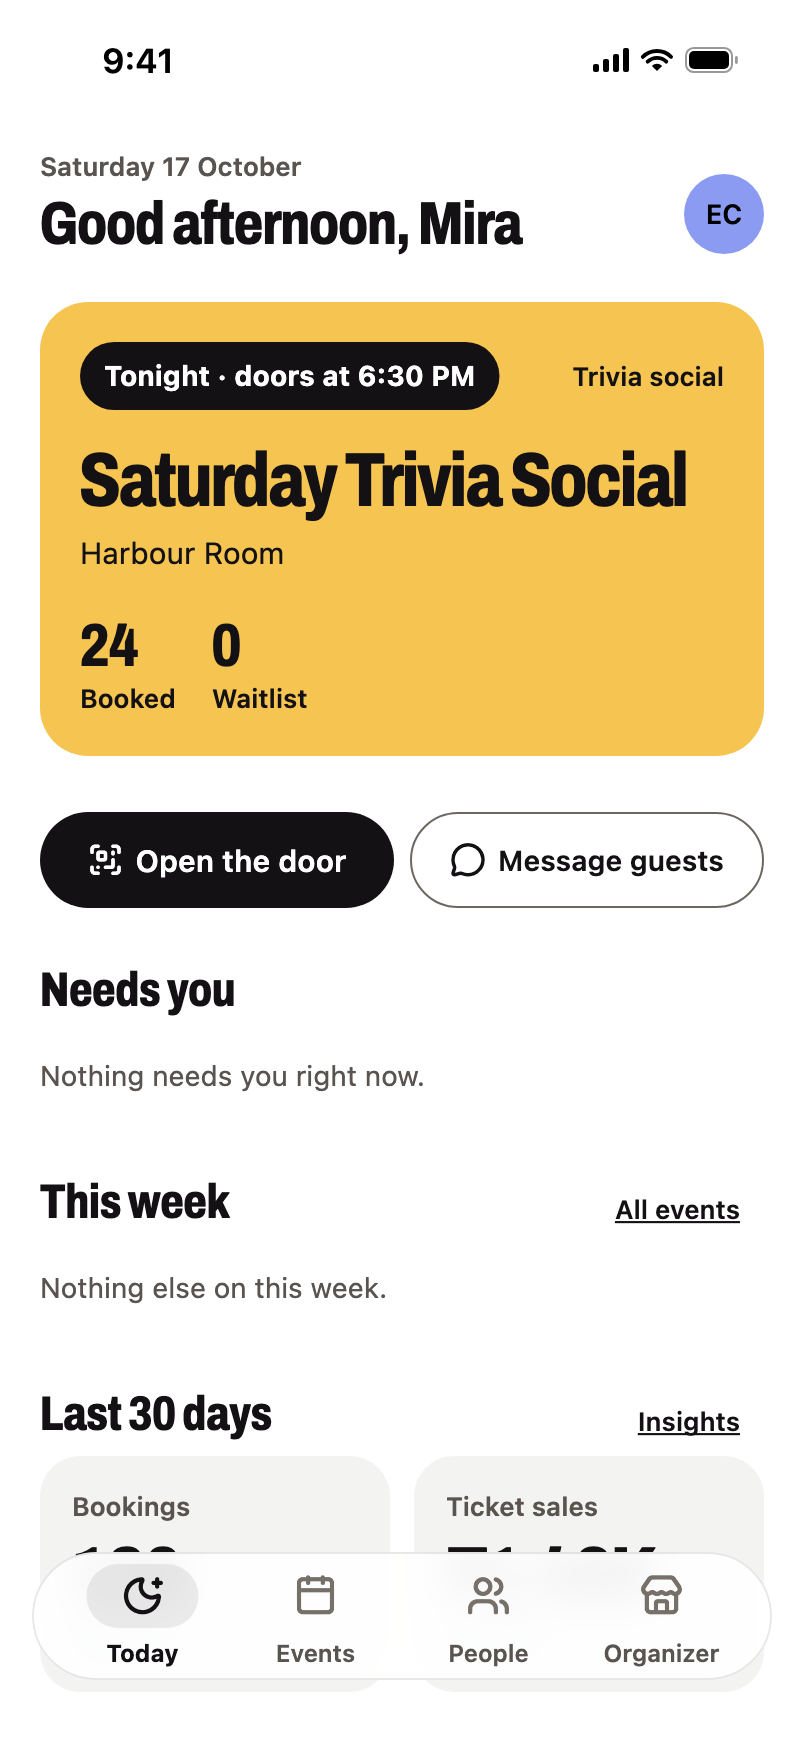 9:41
Saturday 17 October
Good afternoon, Mira
EC
Tonight · doors at 6:30 PM
Trivia social
Saturday Trivia Social
Harbour Room
24 0
Booked Waitlist
Open the door
Message guests
Needs you
Nothing needs you right now.
This week
All events
Nothing else on this week.
Last 30 days
Insights
Bookings
Ticket sales
Today
Events
People
Organizer